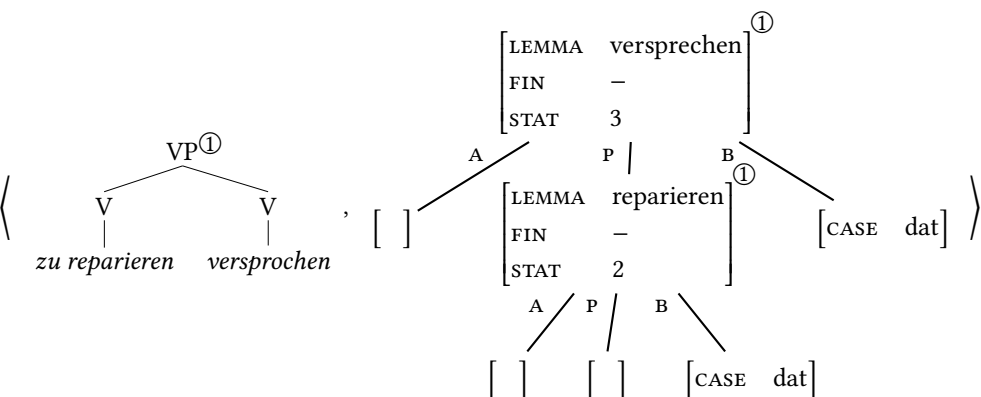 ⟨ VP①
V V
zu reparieren versprochen
,
[LEMMA versprechen
FIN –
STAT 3]①
A P B
[ ]
[LEMMA reparieren
FIN –
STAT 2]①
[CASE dat]
A P B
[ ] [ ] [CASE dat]
⟩